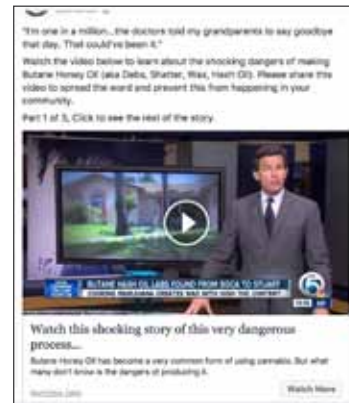 "I'm one in a million... the doctors told my grandparents to say goodbye
that day. That could've been it."
Watch the video below to learn about the shocking dangers of making
Butane Honey Oil (aka Dabs, Shatter, Wax, Hash Oil). Please share this
video to spread the word and prevent this from happening in your
community.
Part 1 of 3, Click to see the rest of the story.
BUTANE HASH OIL LABS FOUND FROM BOCA TO STUART
5
Watch this shocking story of this very dangerous
process...
Butane Honey Oil has become a very common form of using cannabis. But what
many don't know is the dangers of producing it.
Watch More